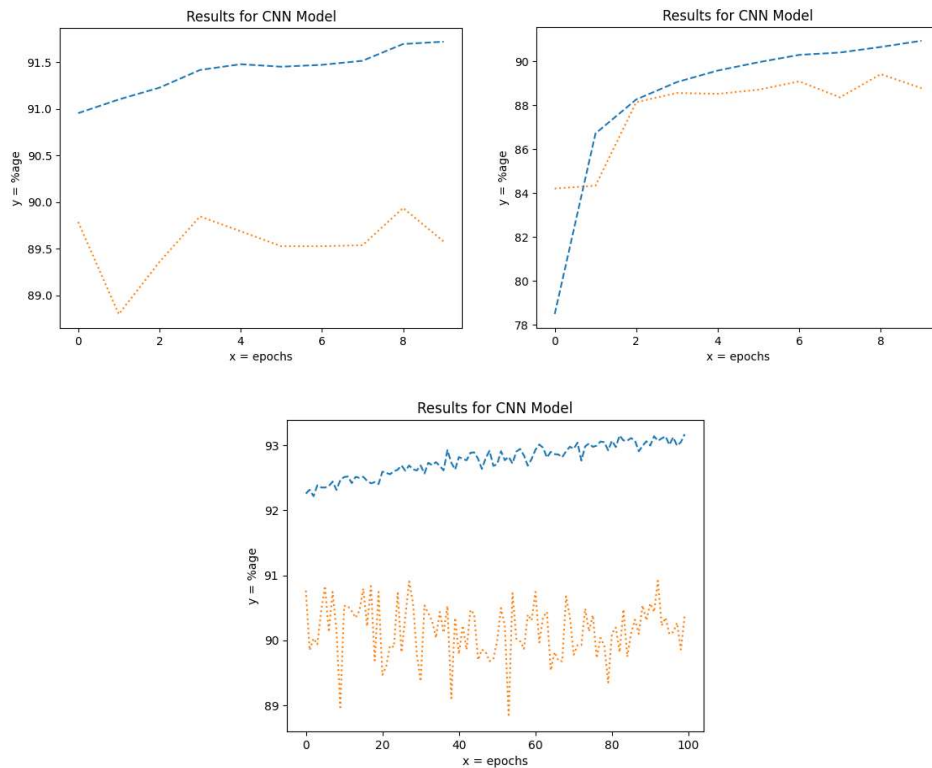 Results for CNN Model
91.5
91.0
90.5
90.0
89.5
89.0
y = %age
0 2 4 6 8
x = epochs
Results for CNN Model
90
88
86
84
82
80
78
y = %age
0 2 4 6 8
x = epochs
Results for CNN Model
93
92
91
90
89
y = %age
0 20 40 60 80 100
x = epochs